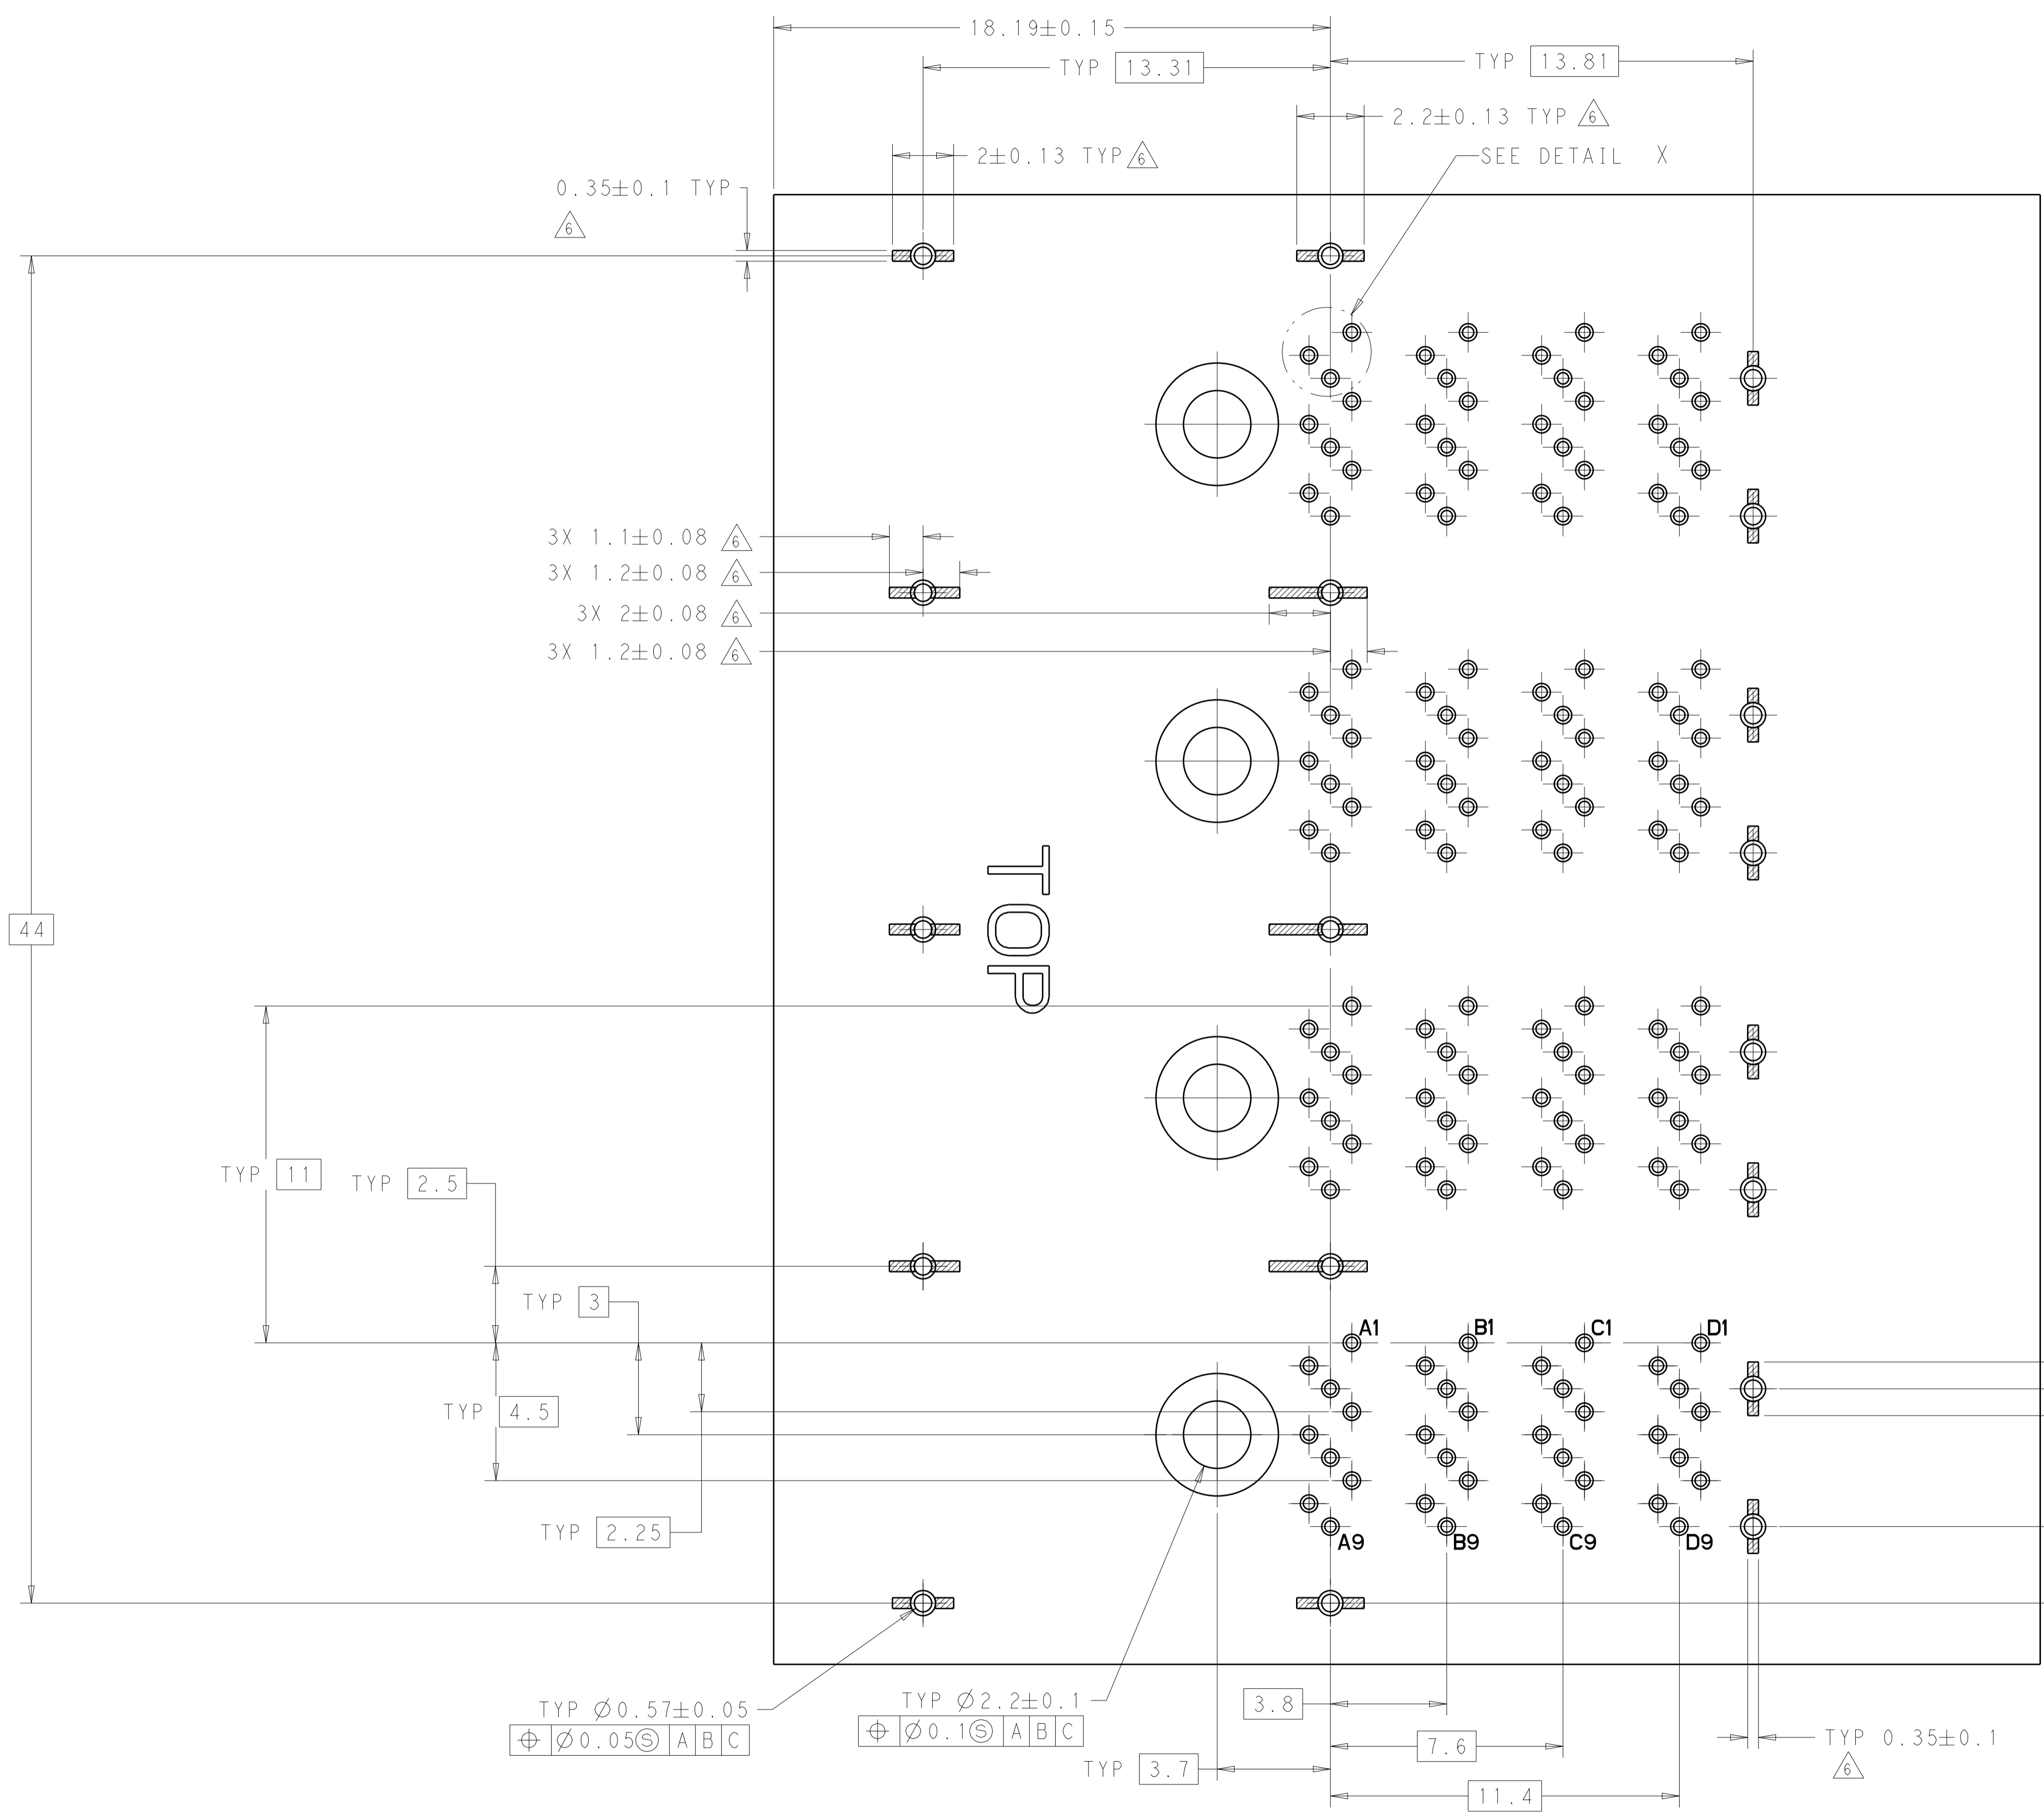 18.19±0.15
TYP 13.31
TYP 13.81
2.2±0.13 TYP 6
2±0.13 TYP 6
SEE DETAIL X
0.35±0.1 TYP
6
3X 1.1±0.08 6
3X 1.2±0.08 6
3X 2±0.08 6
3X 1.2±0.08 6
TOP
44
TYP 11
TYP 2.5
TYP 3
A1 B1 C1 D1
TYP 4.5
TYP 2.25
A9 B9 C9 D9
TYP Ø0.57±0.05
⌖ Ø0.05Ⓢ A B C
TYP Ø2.2±0.1
⌖ Ø0.1Ⓢ A B C
3.8
7.6
TYP 3.7
11.4
TYP 0.35±0.1
6